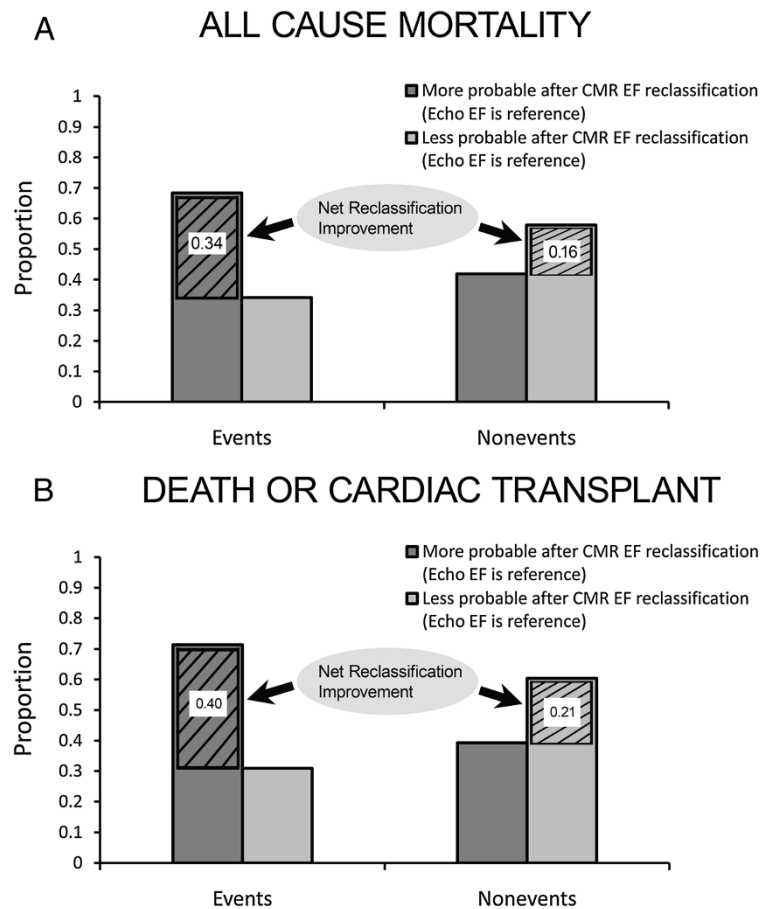 A
ALL CAUSE MORTALITY
More probable after CMR EF reclassification
(Echo EF is reference)
Less probable after CMR EF reclassification
(Echo EF is reference)
Proportion
1
0.9
0.8
0.7
0.6
0.5
0.4
0.3
0.2
0.1
0
Net Reclassification
Improvement
0.34
0.16
Events
Nonevents
B
DEATH OR CARDIAC TRANSPLANT
More probable after CMR EF reclassification
(Echo EF is reference)
Less probable after CMR EF reclassification
(Echo EF is reference)
Proportion
1
0.9
0.8
0.7
0.6
0.5
0.4
0.3
0.2
0.1
0
Net Reclassification
Improvement
0.40
0.21
Events
Nonevents